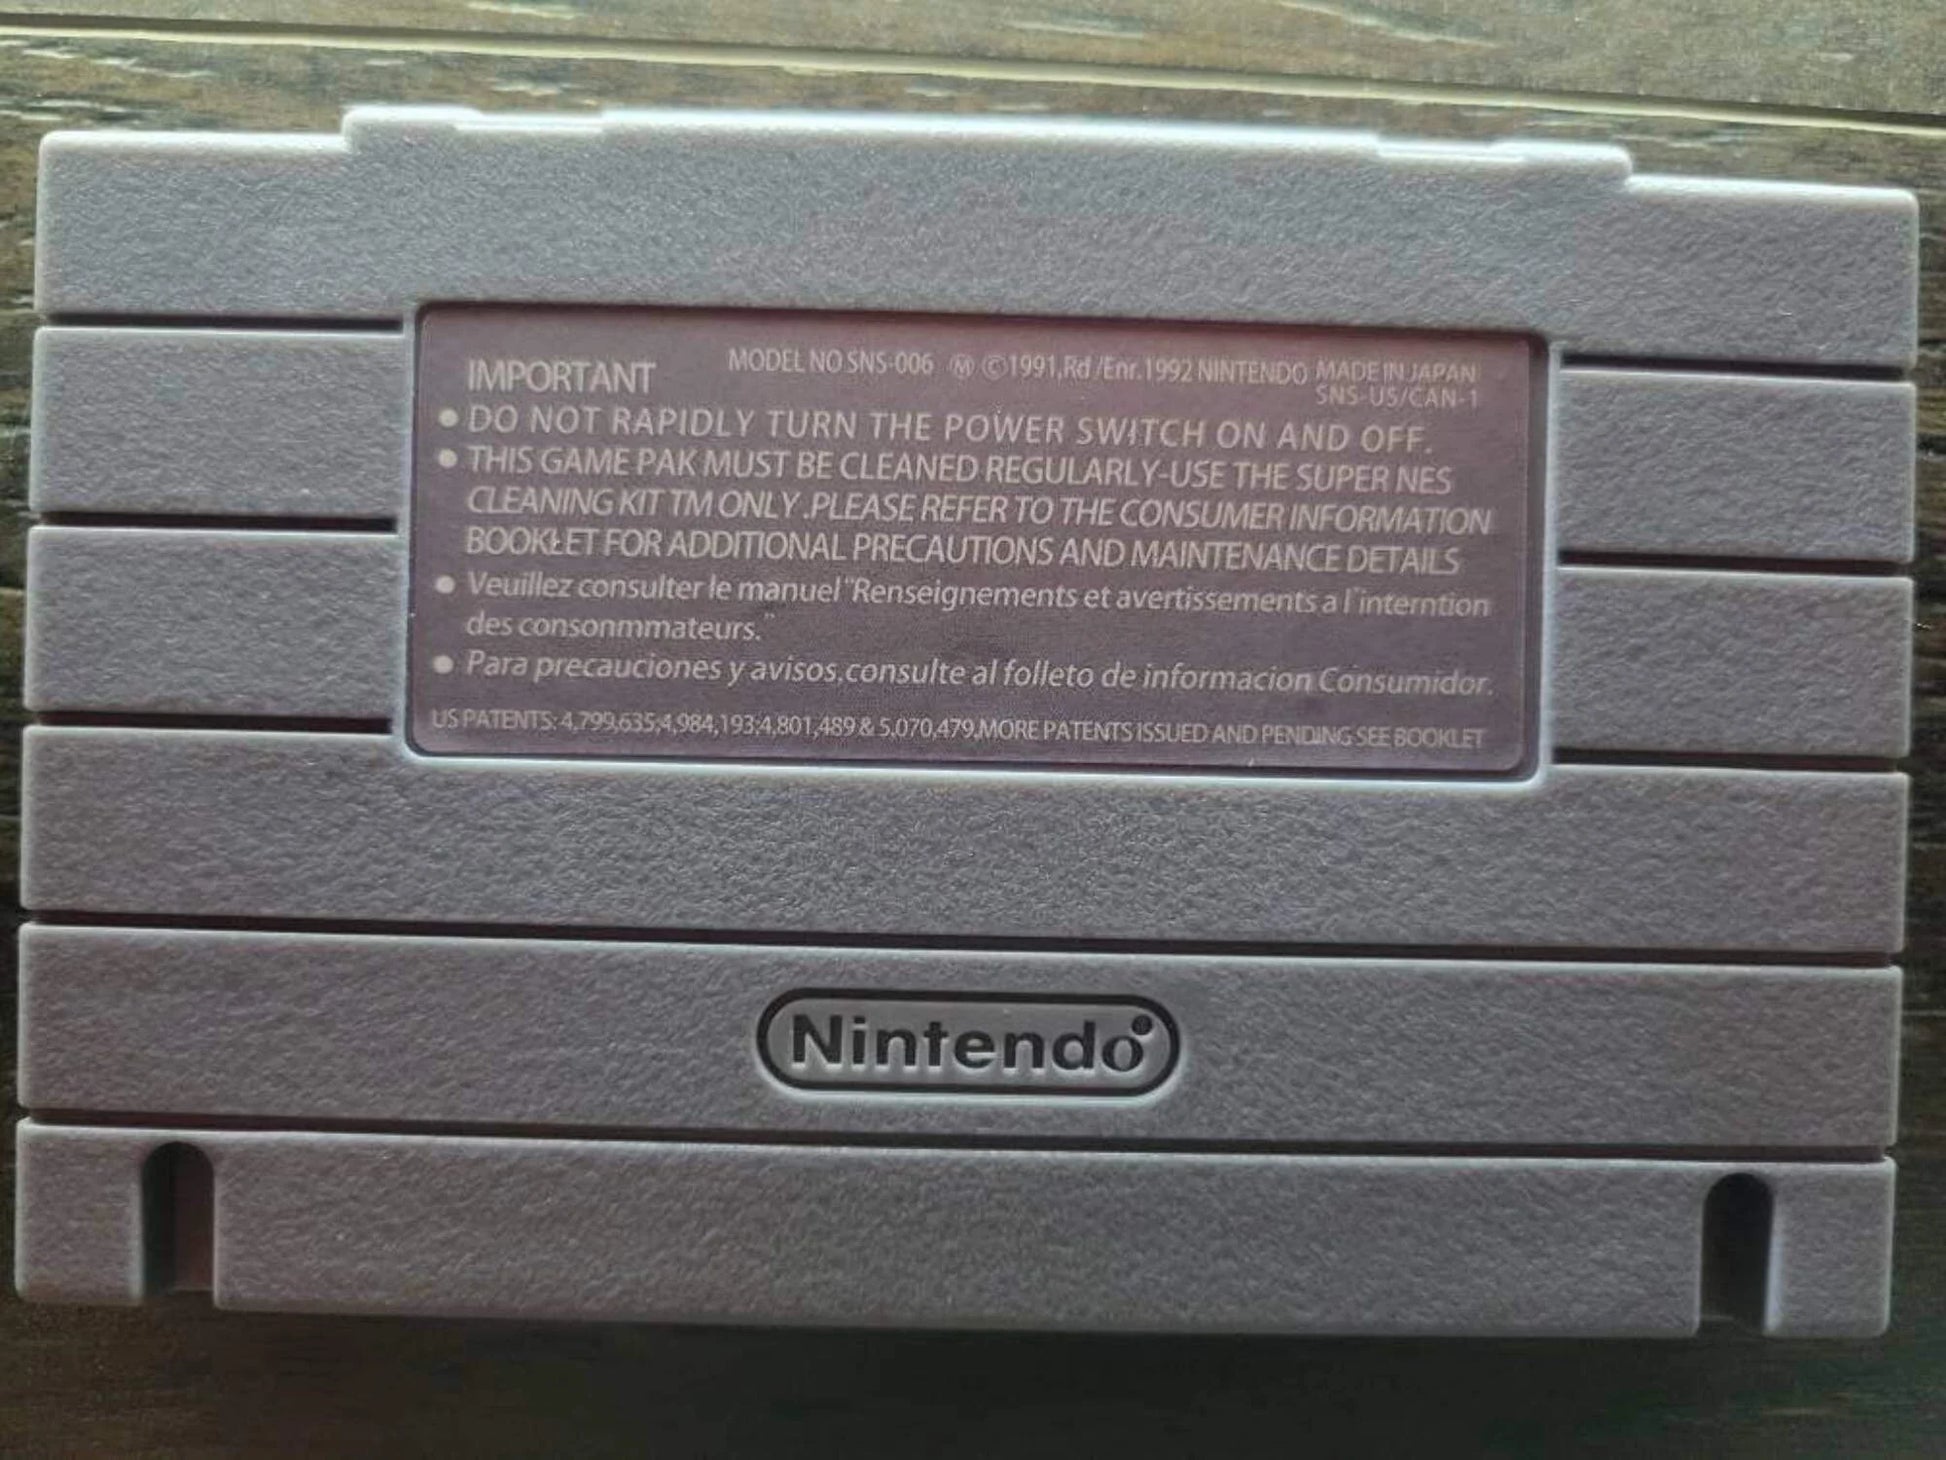 IMPORTANT MODEL NO SNS-006 Ⓜ ©1991,Rd/Enr.1992 NINTENDO MADE IN JAPAN
SNS-US/CAN-1
● DO NOT RAPIDLY TURN THE POWER SWITCH ON AND OFF.
● THIS GAME PAK MUST BE CLEANED REGULARLY-USE THE SUPER NES
CLEANING KIT TM ONLY .PLEASE REFER TO THE CONSUMER INFORMATION
BOOKLET FOR ADDITIONAL PRECAUTIONS AND MAINTENANCE DETAILS
● Veuillez consulter le manuel "Renseignements et avertissements a l'interntion
des consonmmateurs."
● Para precauciones y avisos.consulte al folleto de informacion Consumidor.
US PATENTS: 4,799,635;4,984,193;4,801,489 & 5.070,479.MORE PATENTS ISSUED AND PENDING SEE BOOKLET
Nintendo